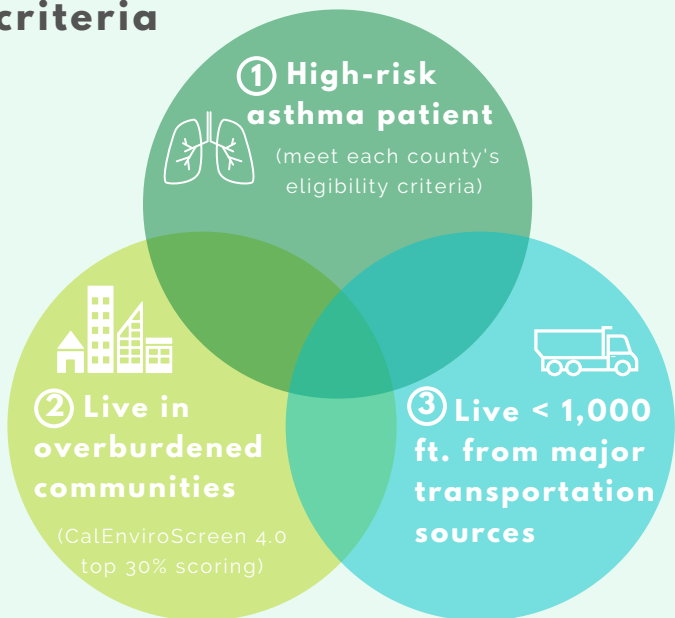 criteria
1 High-risk
asthma patient
(meet each county's
eligibility criteria)
2 Live in
overburdened
communities
(CalEnviroScreen 4.0
top 30% scoring)
3 Live < 1,000
ft. from major
transportation
sources